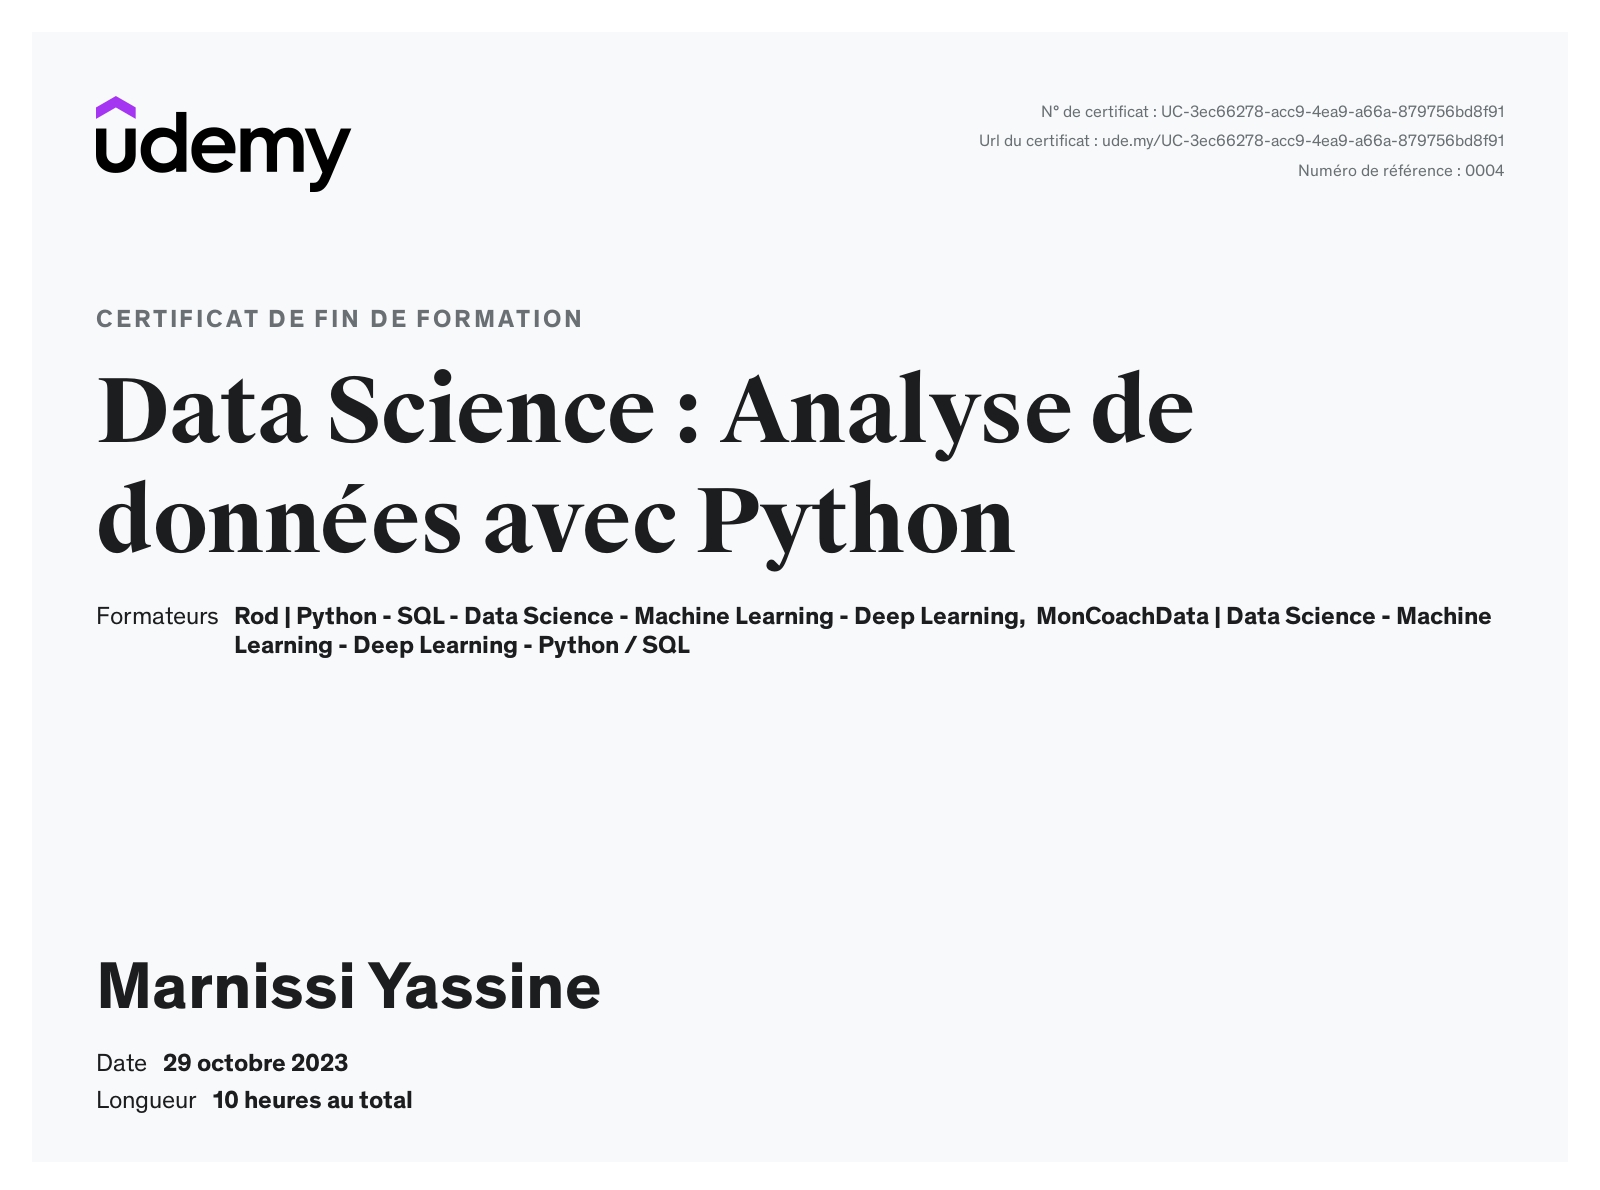 udemy
N° de certificat : UC-3ec66278-acc9-4ea9-a66a-879756bd8f91
Url du certificat : ude.my/UC-3ec66278-acc9-4ea9-a66a-879756bd8f91
Numéro de référence : 0004
CERTIFICAT DE FIN DE FORMATION
Data Science : Analyse de
données avec Python
Formateurs Rod | Python - SQL - Data Science - Machine Learning - Deep Learning, MonCoachData | Data Science - Machine
Learning - Deep Learning - Python / SQL
Marnissi Yassine
Date 29 octobre 2023
Longueur 10 heures au total